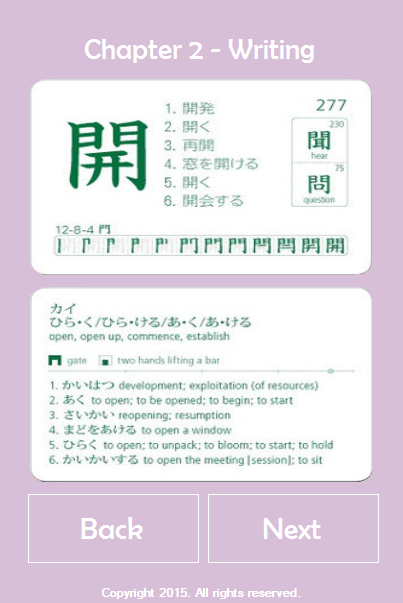 Chapter 2 - Writing
開
1. 開発
2. 開く
3. 再開
4. 窓を開ける
5. 開く
6. 開会する
277
230
聞
hear
75
問
question
12-8-4 門
カイ
ひら・く/ひら・ける/あ・く/あ・ける
open, open up, commence, establish
gate two hands lifting a bar
1. かいはつ development; exploitation (of resources)
2. あく to open; to be opened; to begin; to start
3. さいかい reopening; resumption
4. まどをあける to open a window
5. ひらく to open; to unpack; to bloom; to start; to hold
6. かいかいする to open the meeting [session]; to sit
Back Next
Copyright 2015. All rights reserved.